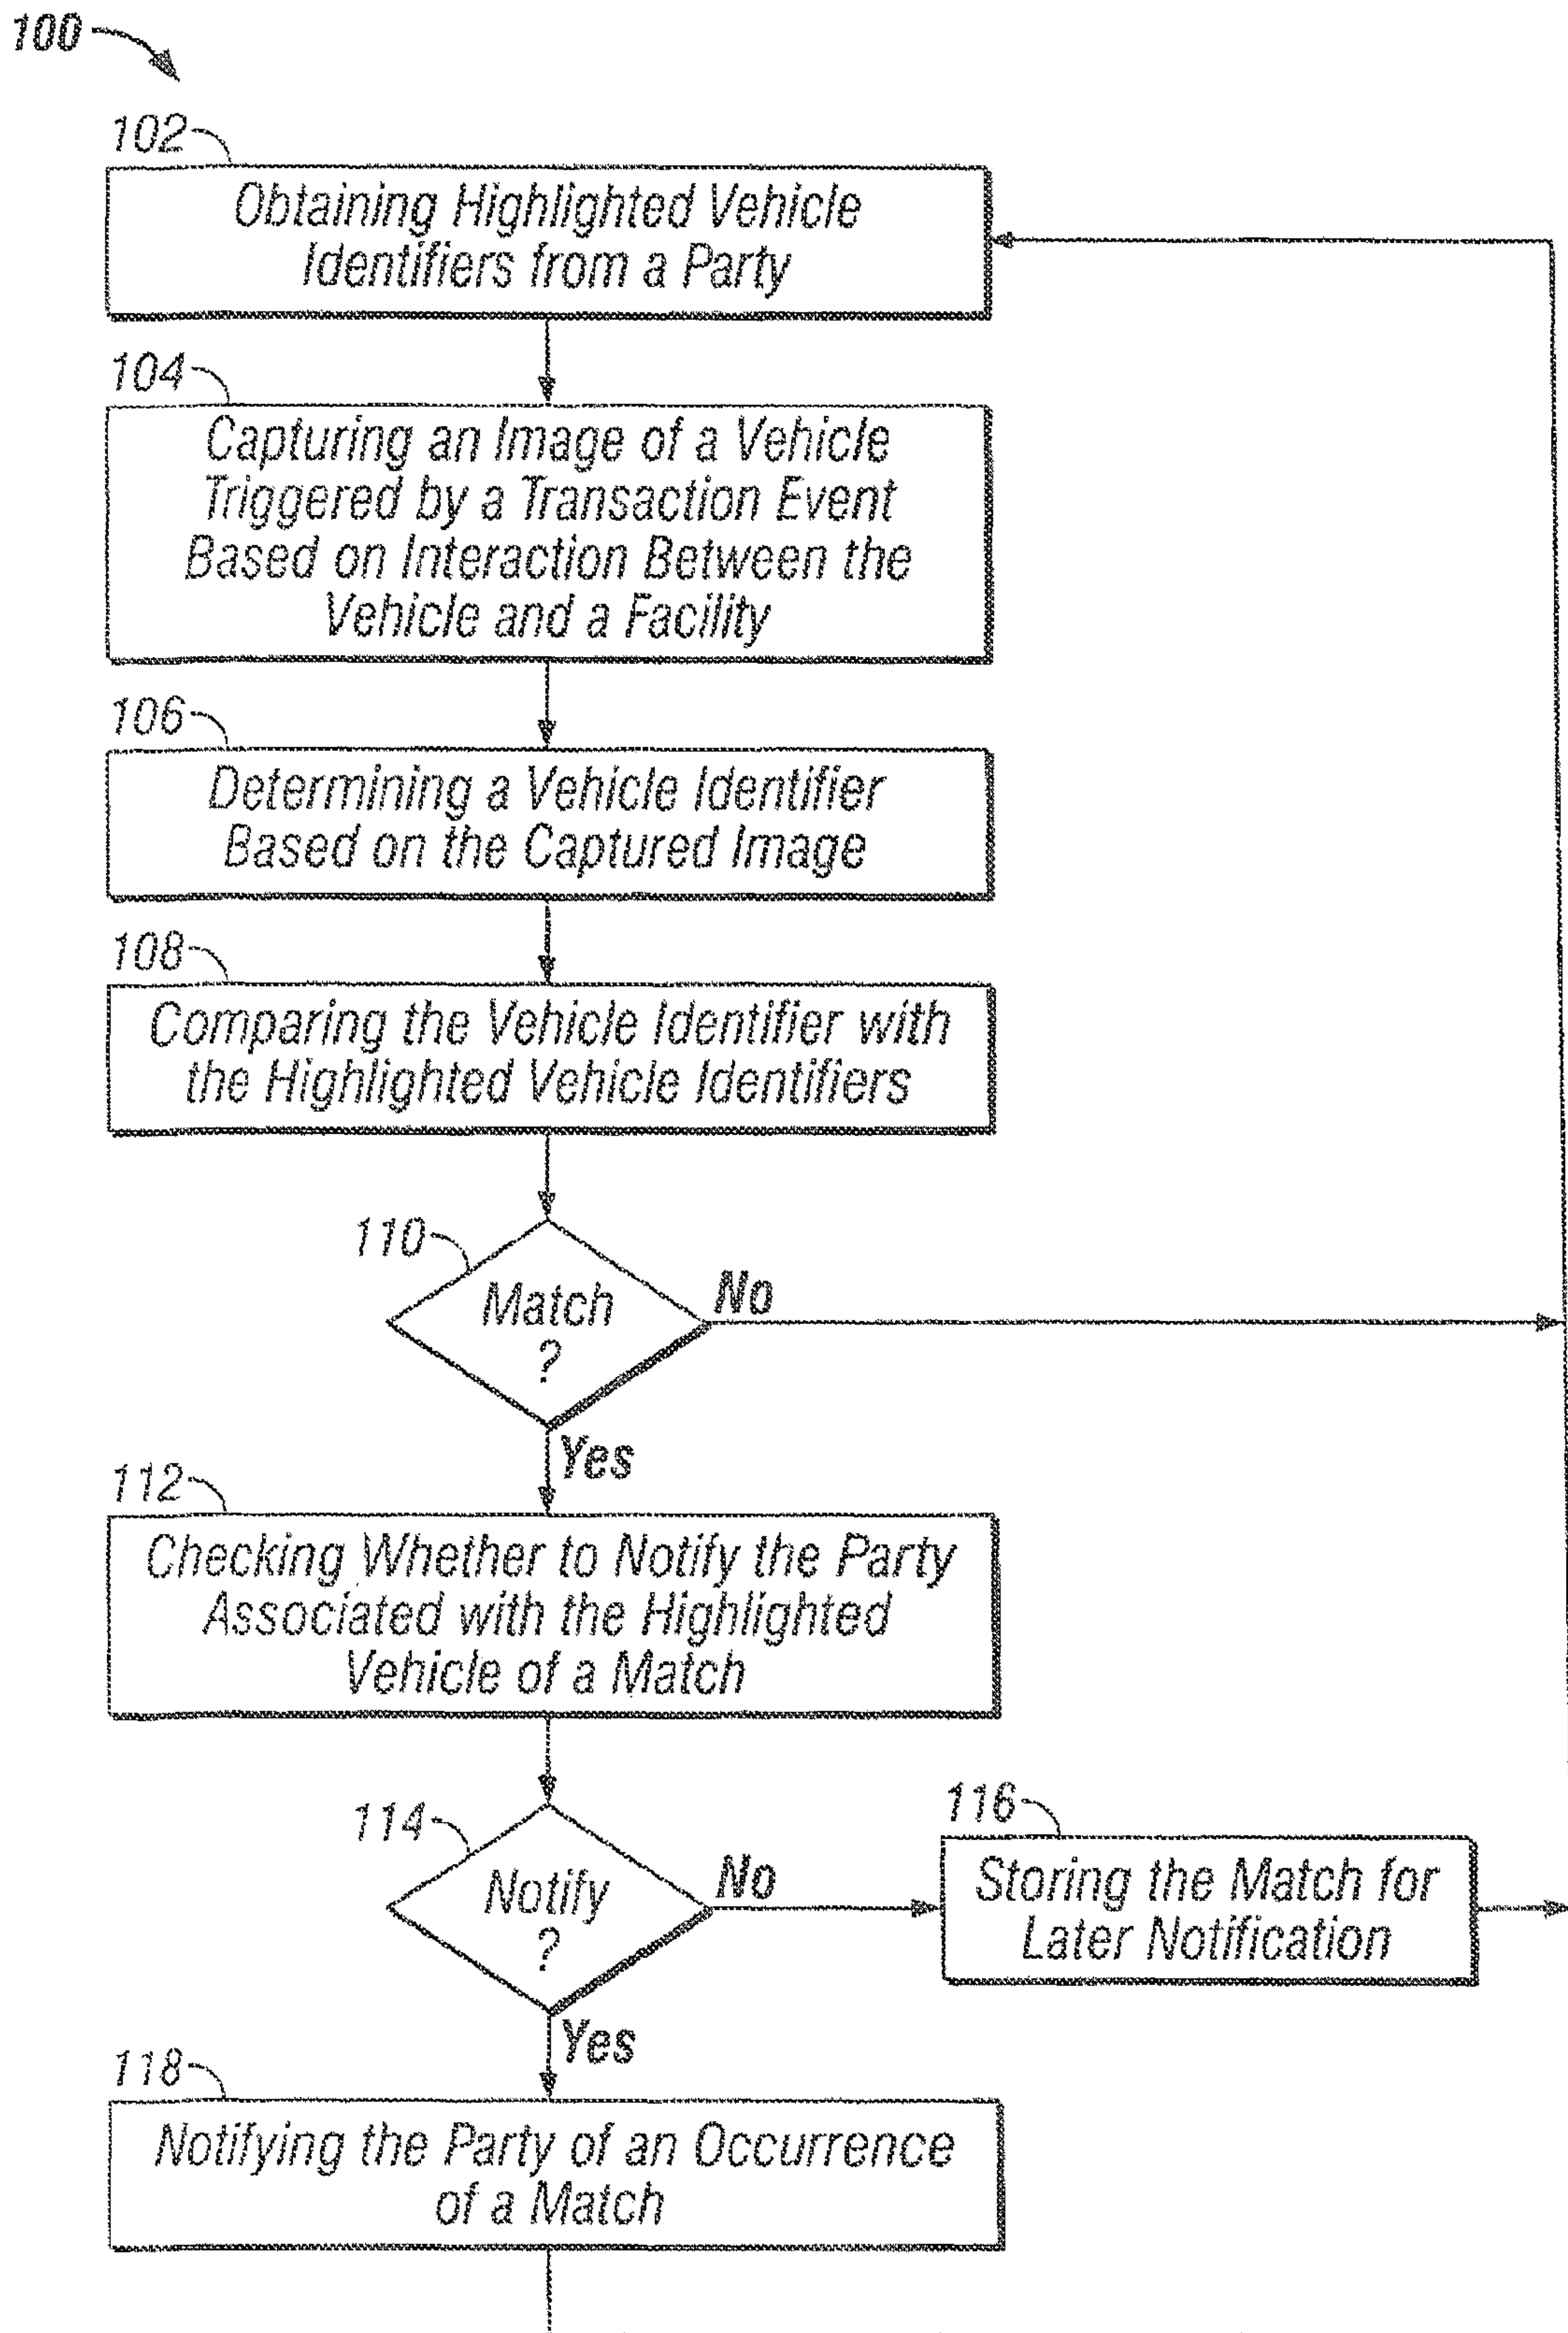 100
102
Obtaining Highlighted Vehicle
Identifiers from a Party
104
Capturing an Image of a Vehicle
Triggered by a Transaction Event
Based on Interaction Between the
Vehicle and a Facility
106
Determining a Vehicle Identifier
Based on the Captured Image
108
Comparing the Vehicle Identifier with
the Highlighted Vehicle Identifiers
110
Match
?
No
Yes
112
Checking Whether to Notify the Party
Associated with the Highlighted
Vehicle of a Match
114
Notify
?
No
116
Storing the Match for
Later Notification
Yes
118
Notifying the Party of an Occurrence
of a Match